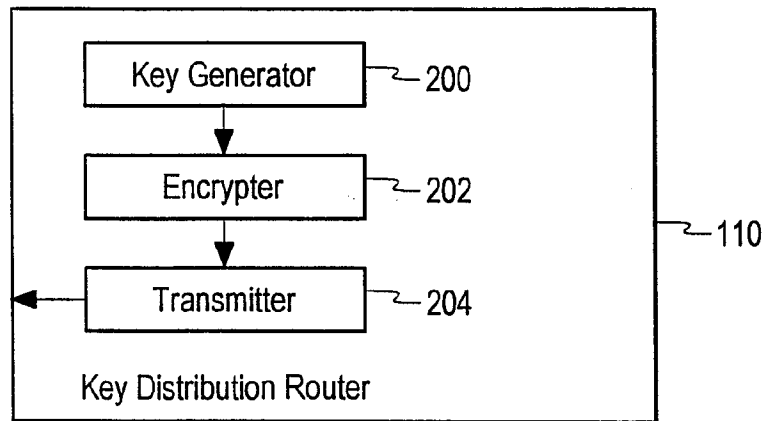 Key Generator
200
Encrypter
202
110
Transmitter
204
Key Distribution Router